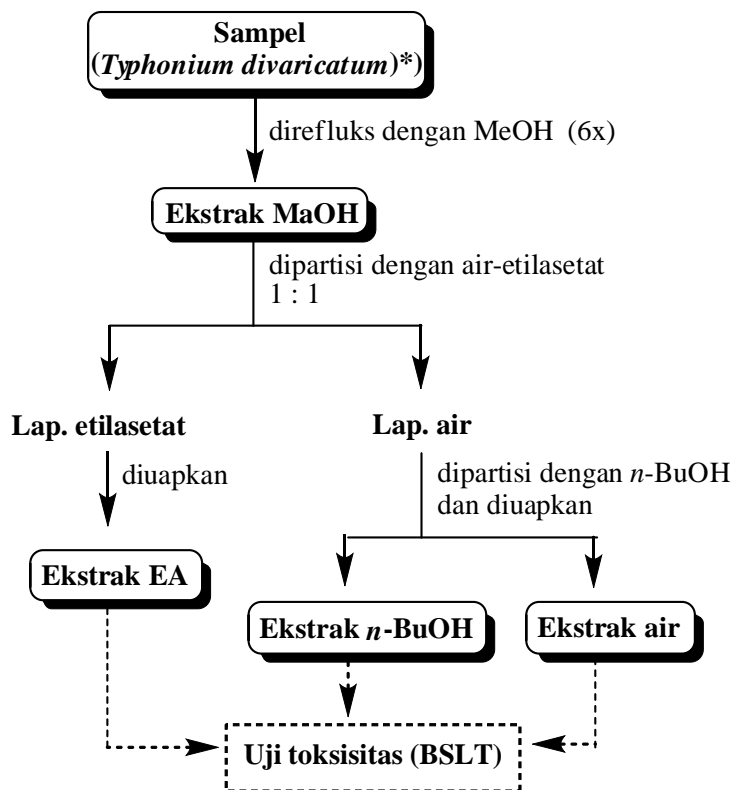 Sampel
(Typhonium divaricatum)*)
direfluks dengan MeOH (6x)
Ekstrak MaOH
dipartisi dengan air-etilasetat
1 : 1
Lap. etilasetat
Lap. air
diuapkan
dipartisi dengan n-BuOH
dan diuapkan
Ekstrak EA
Ekstrak n-BuOH
Ekstrak air
Uji toksisitas (BSLT)